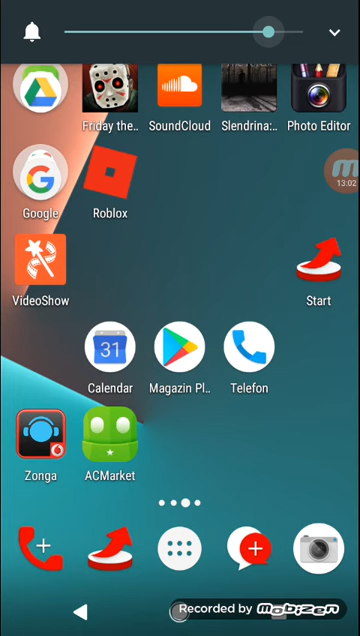 Friday the..
SoundCloud
Slendrina:..
Photo Editor
Google
Roblox
13:02
VideoShow
Start
31
Calendar
Magazin Pl..
Telefon
Zonga
ACMarket
Recorded by mobizen